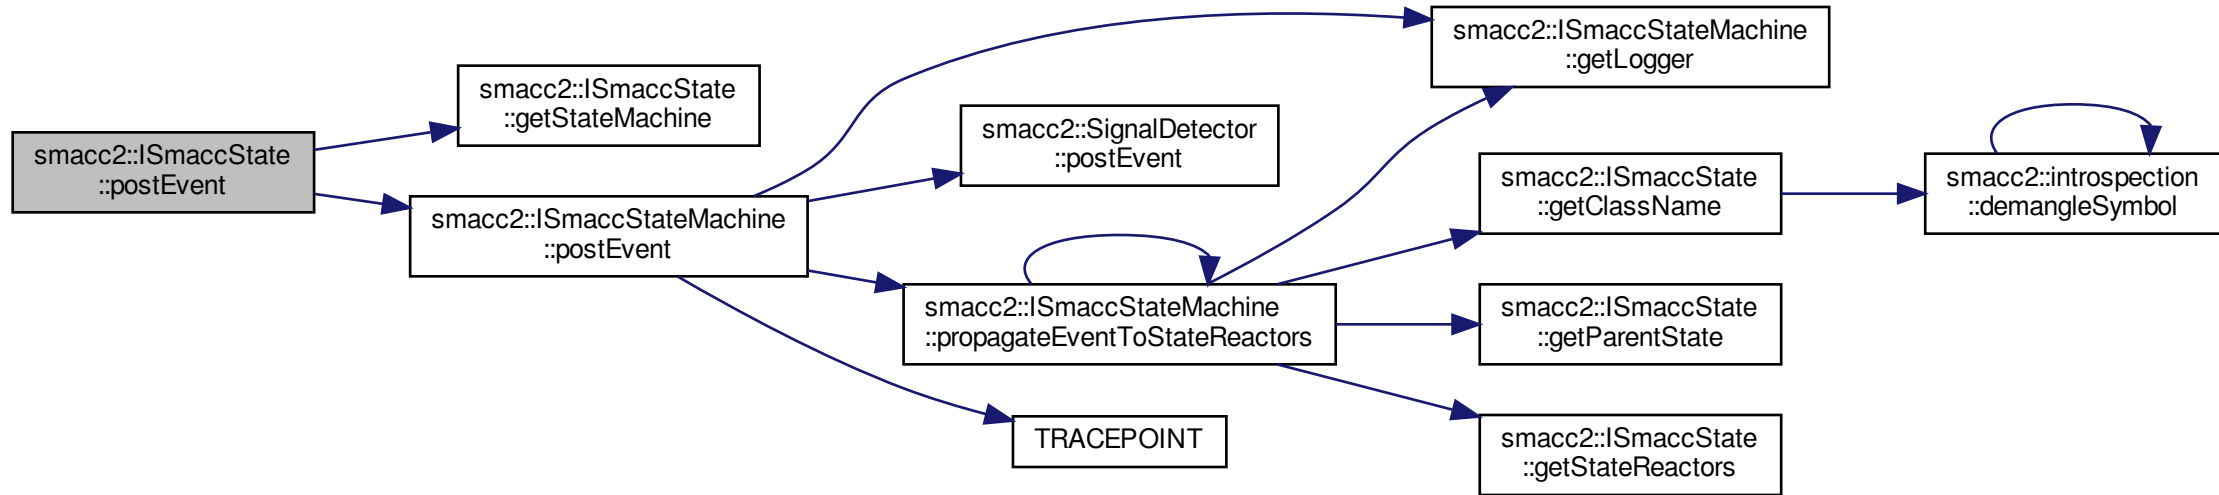 smacc2::ISmaccState
::postEvent
smacc2::ISmaccState
::getStateMachine
smacc2::ISmaccStateMachine
::postEvent
smacc2::ISmaccStateMachine
::getLogger
smacc2::SignalDetector
::postEvent
smacc2::ISmaccStateMachine
::propagateEventToStateReactors
TRACEPOINT
smacc2::ISmaccState
::getClassName
smacc2::ISmaccState
::getParentState
smacc2::ISmaccState
::getStateReactors
smacc2::introspection
::demangleSymbol